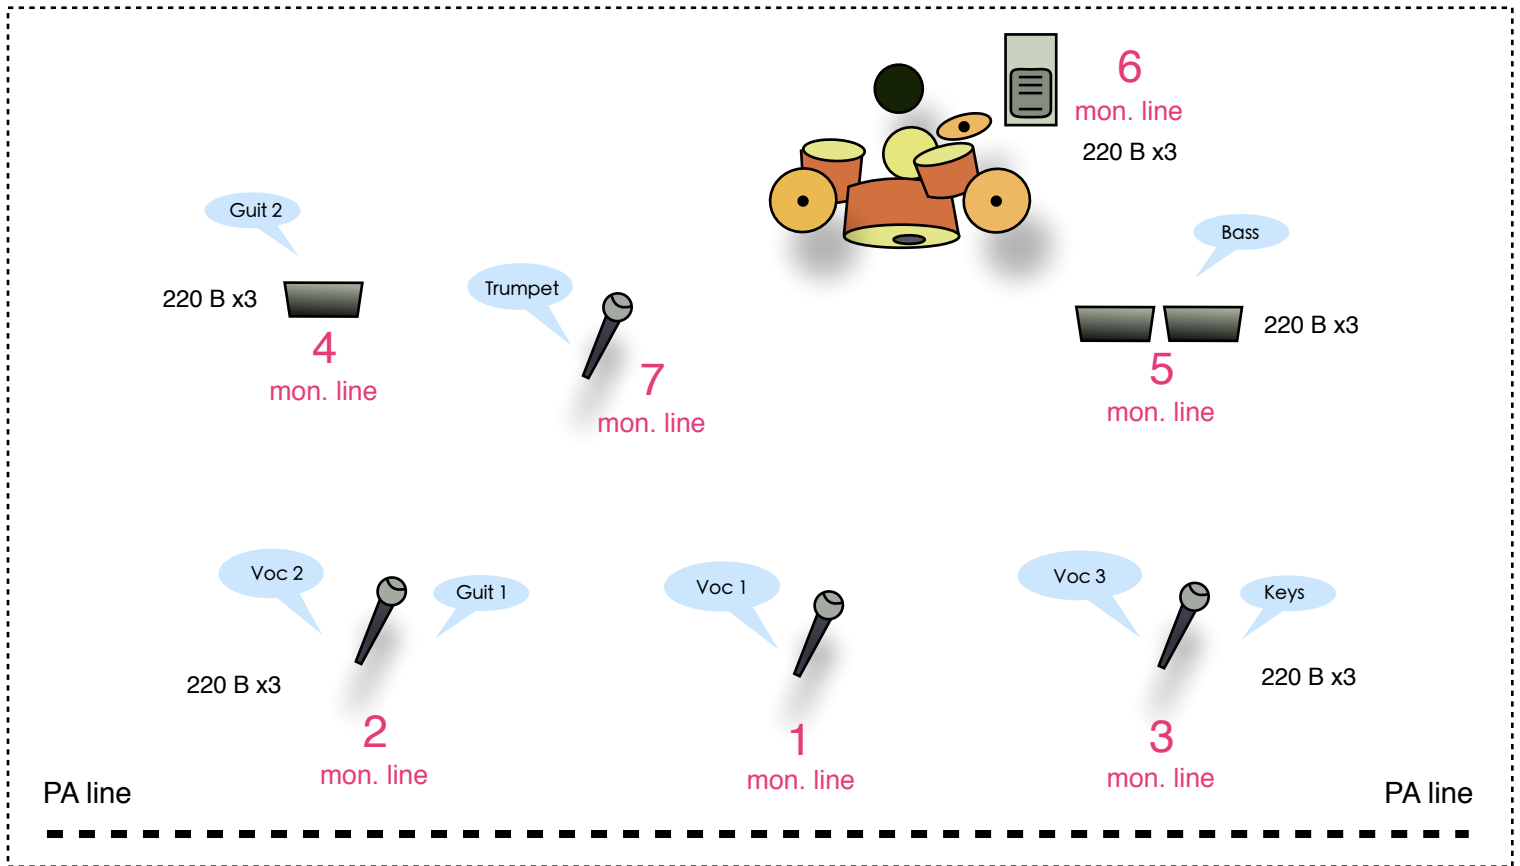 6
mon. line
220 В x3
Guit 2
Bass
Trumpet
220 В x3
220 В x3
4
mon. line
7
mon. line
5
mon. line
Voc 2
Guit 1
Voc 1
Voc 3
Keys
220 В x3
220 В x3
2
mon. line
1
mon. line
3
mon. line
PA line
PA line